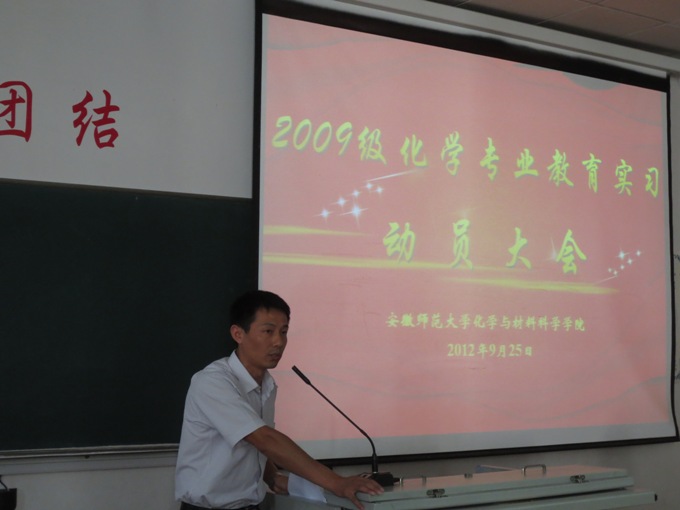 团结
2009级化学专业教育实习
动员大会
安徽师范大学化学与材料科学学院
2012年9月25日